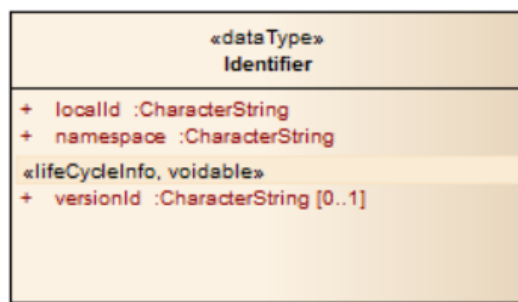 «dataType»
Identifier
+ localId :CharacterString
+ namespace :CharacterString
«lifeCycleInfo, voidable»
+ versionId :CharacterString [0..1]